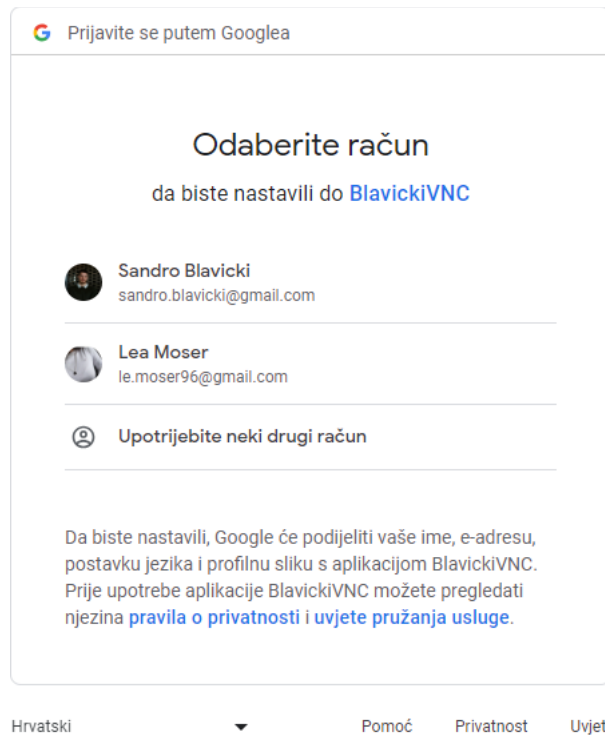 Prijavite se putem Googlea
Odaberite račun
da biste nastavili do BlavickiVNC
Sandro Blavicki
sandro.blavicki@gmail.com
Lea Moser
le.moser96@gmail.com
Upotrijebite neki drugi račun
Da biste nastavili, Google će podijeliti vaše ime, e-adresu,
postavku jezika i profilnu sliku s aplikacijom BlavickiVNC.
Prije upotrebe aplikacije BlavickiVNC možete pregledati
njezina pravila o privatnosti i uvjete pružanja usluge.
Hrvatski Pomoć Privatnost Uvjet